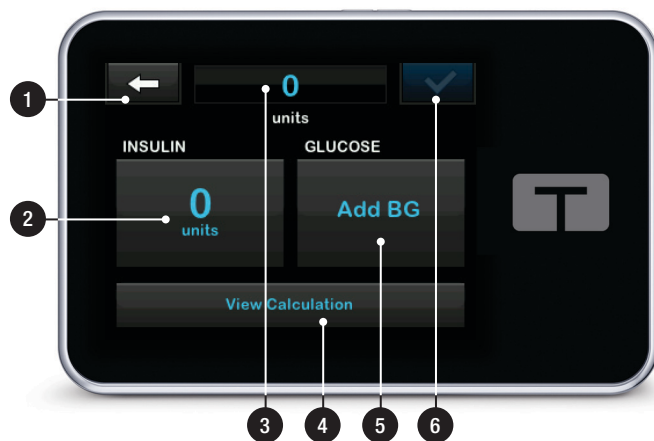 0
units
INSULIN GLUCOSE
0
units
Add BG
View Calculation
T
1
2
3 4 5 6